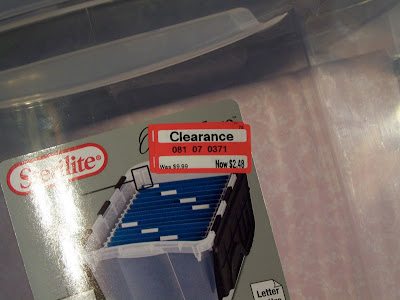 Clearance
081 07 0371
Was $9.99 Now $2.48
Sterilite®
Letter